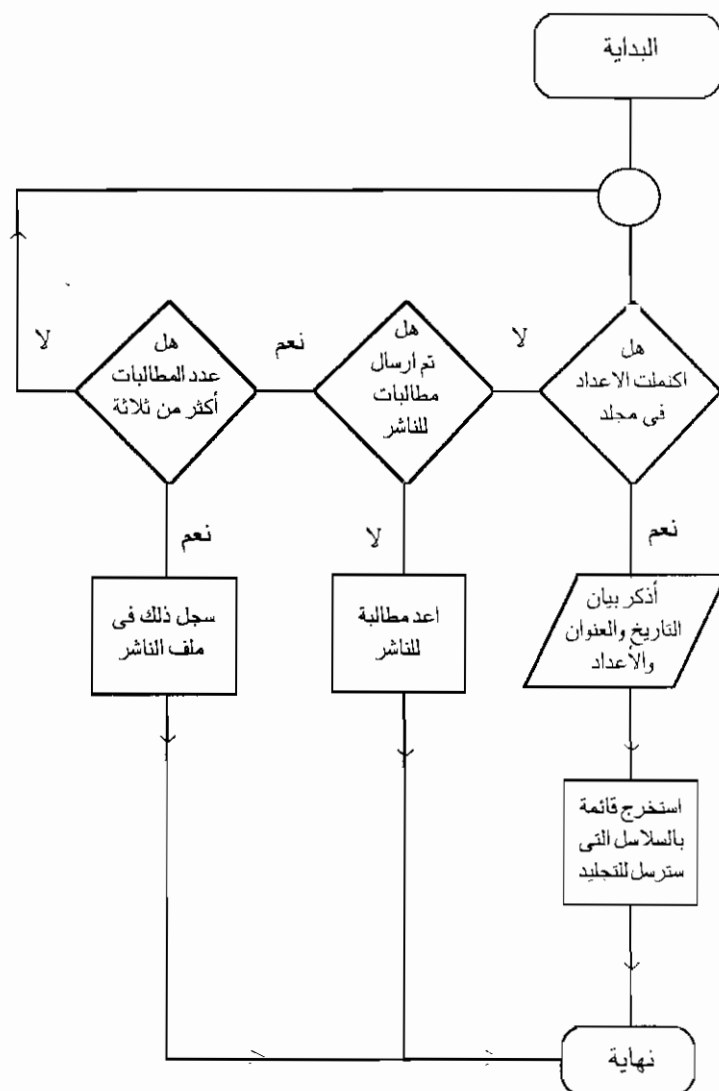 البداية
هل
اكتملت الاعداد
فى مجلد
لا
هل
تم ارسال
مطالبات
للناشر
نعم
هل
عدد المطالبات
أكثر من ثلاثة
لا
نعم
لا
نعم
أذكر بيان
التاريخ والعنوان
والأعداد
اعد مطالبة
للناشر
سجل ذلك فى
ملف الناشر
استخرج قائمة
بالسلاسل التى
سترسل للتجليد
نهاية